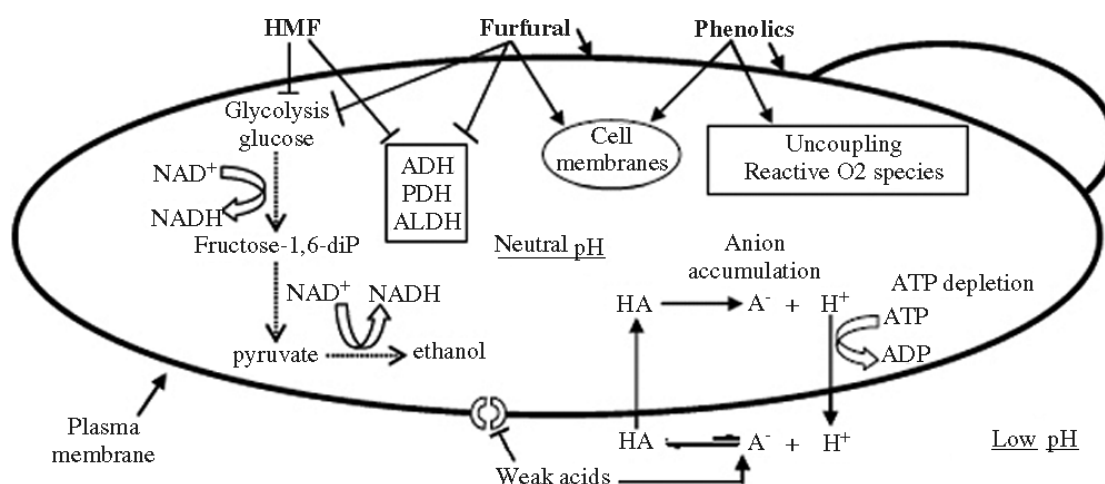 HMF
Furfural
Phenolics
Glycolysis
glucose
NAD+
NADH
Fructose-1,6-diP
NAD+
NADH
pyruvate
ethanol
ADH
PDH
ALDH
Cell
membranes
Uncoupling
Reactive O2 species
Neutral pH
Anion
accumulation
ATP depletion
HA
A- + H+
ATP
ADP
Plasma
membrane
HA
A- + H+
Low pH
Weak acids